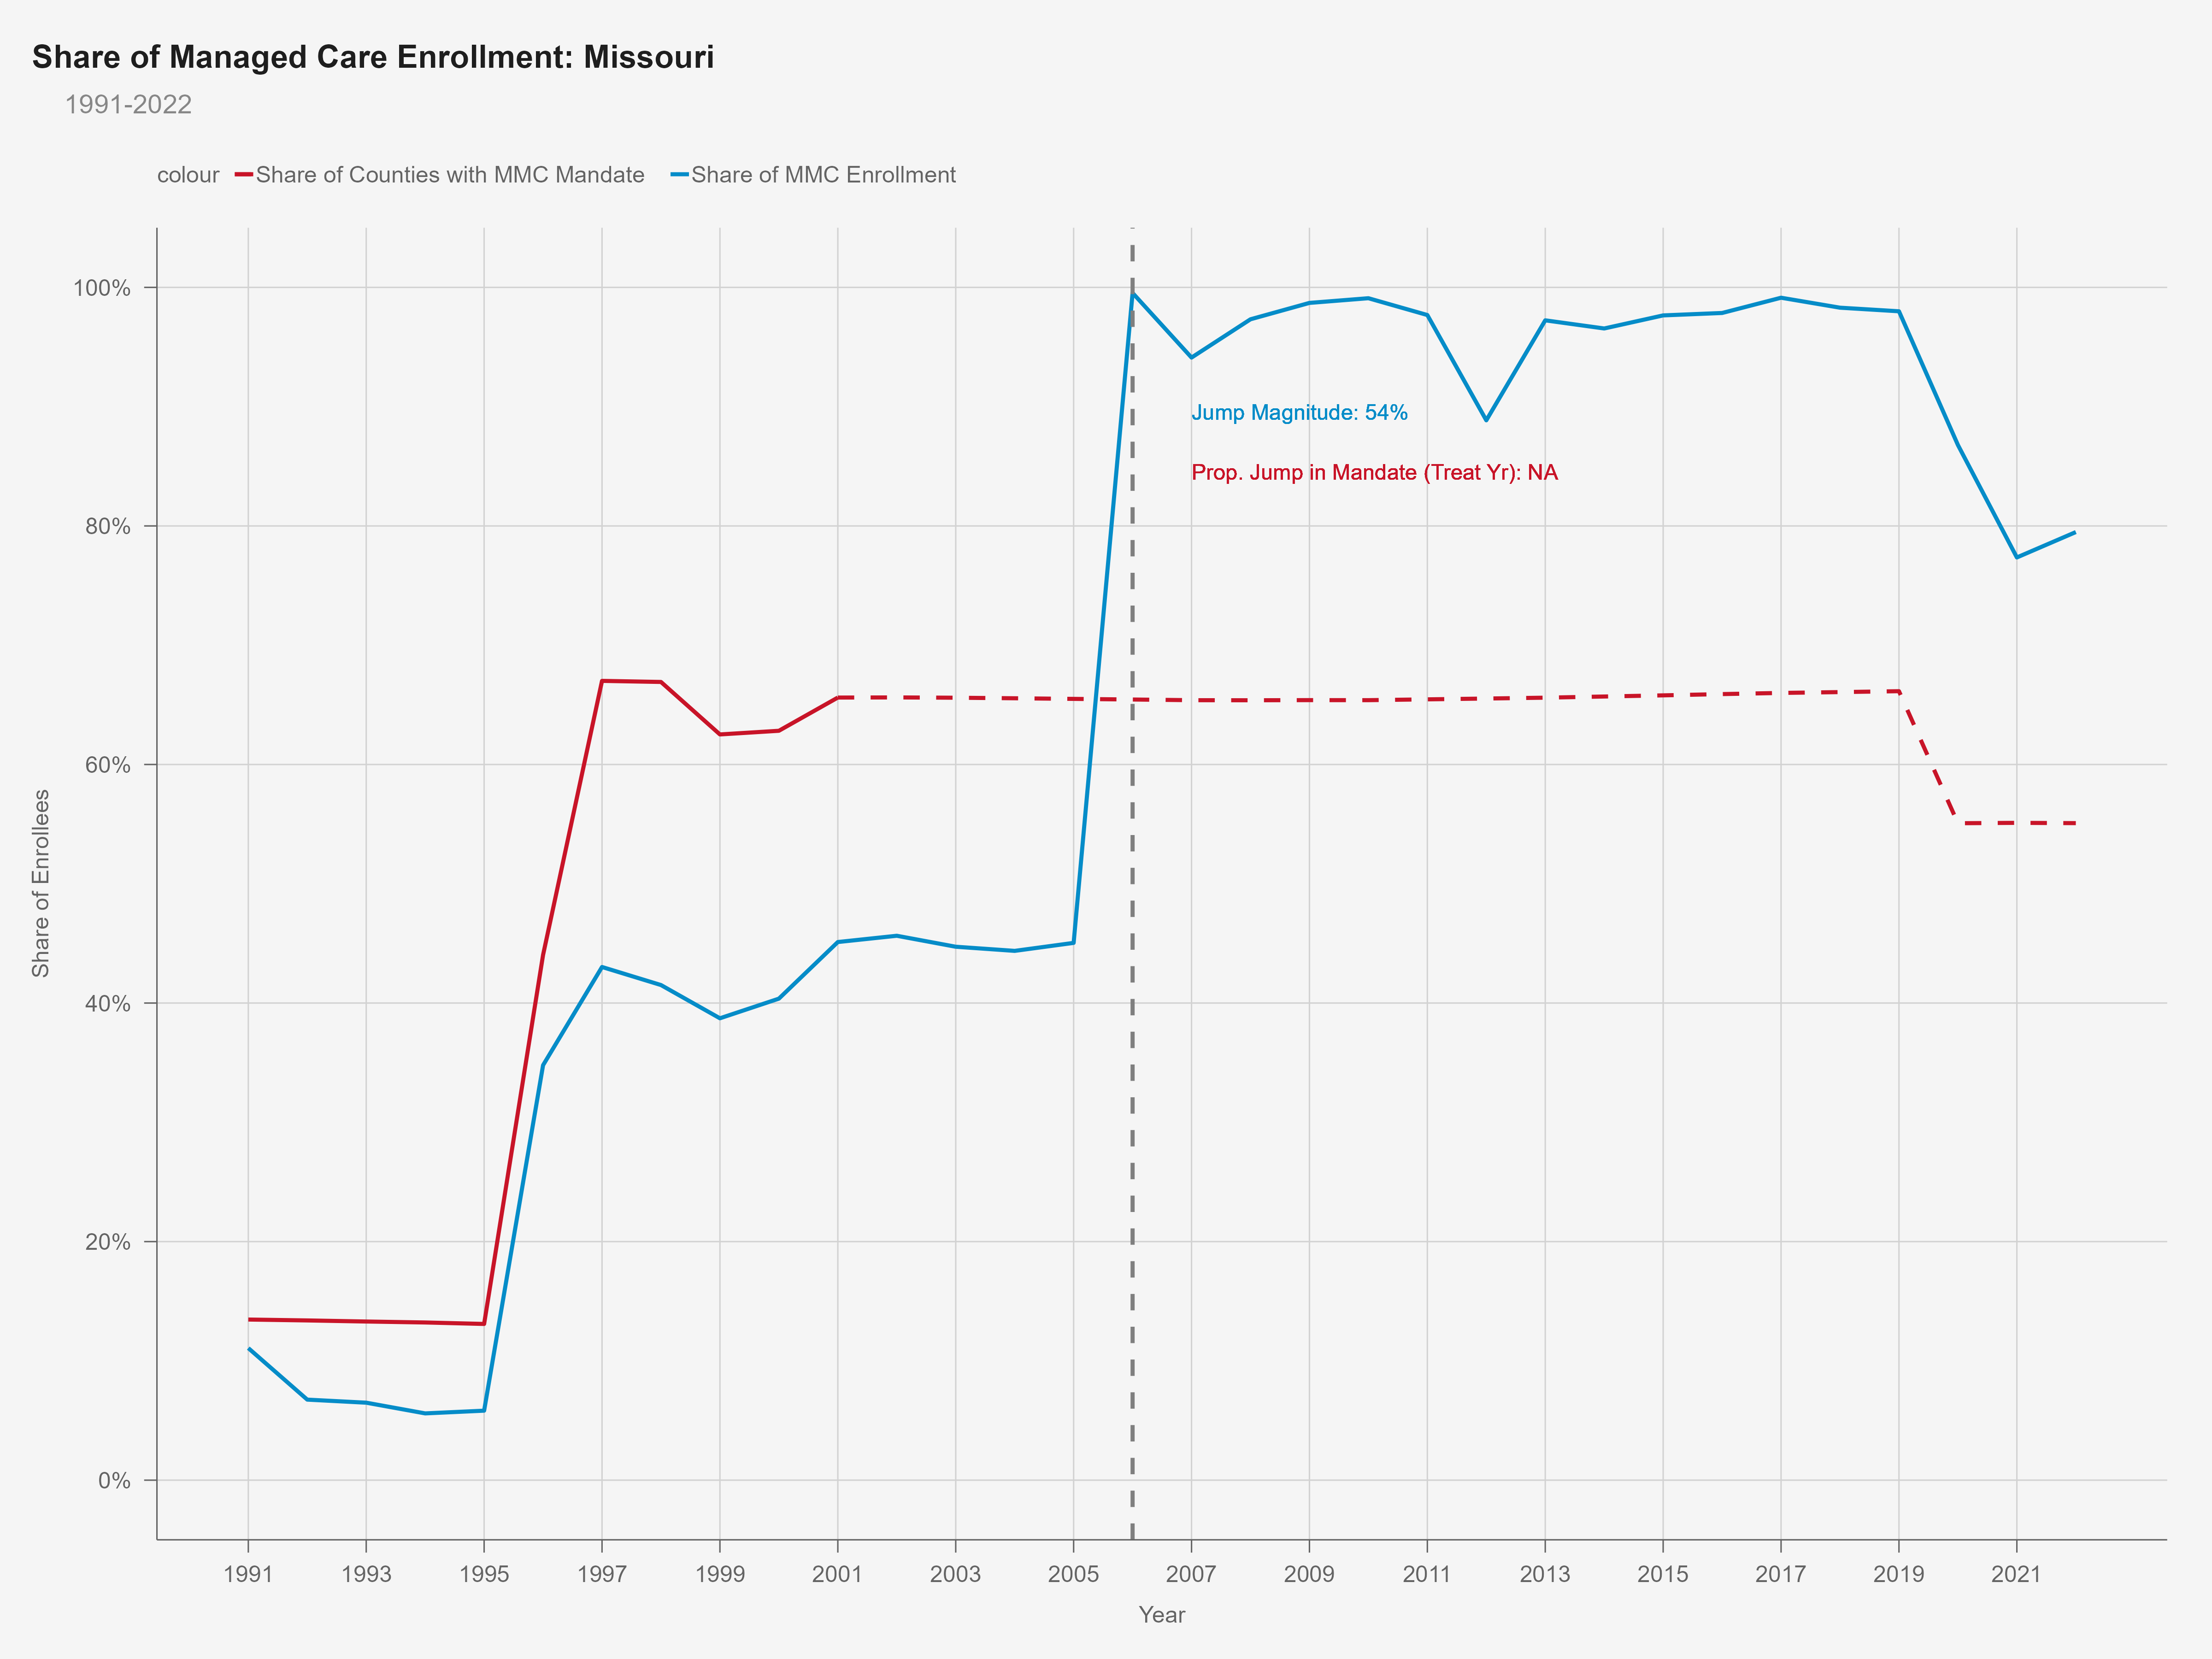 Share of Managed Care Enrollment: Missouri
1991-2022
colour Share of Counties with MMC Mandate Share of MMC Enrollment
100%
Jump Magnitude: 54%
Prop. Jump in Mandate (Treat Yr): NA
80%
60%
40%
20%
0%
Share of Enrollees
1991 1993 1995 1997 1999 2001 2003 2005 2007 2009 2011 2013 2015 2017 2019 2021
Year